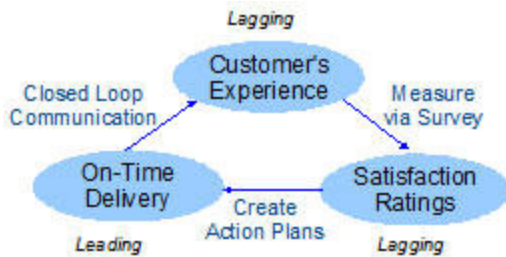 Lagging
Customer's
Experience
Closed Loop
Communication
Measure
via Survey
On-Time
Delivery
Satisfaction
Ratings
Create
Action Plans
Leading
Lagging